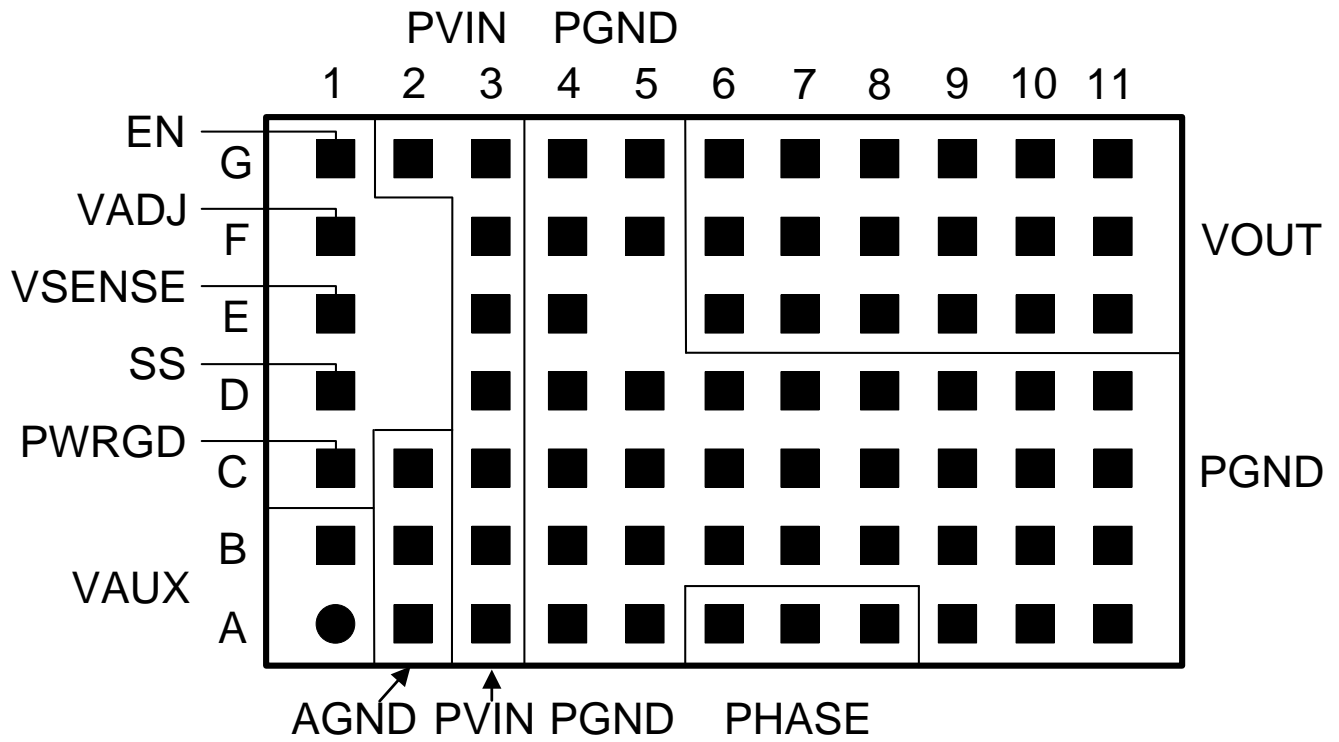 PVIN PGND
1 2 3 4 5 6 7 8 9 10 11
EN
G
VADJ
F
VOUT
VSENSE
E
SS
D
PWRGD
C
PGND
B
VAUX
A
AGND PVIN PGND PHASE